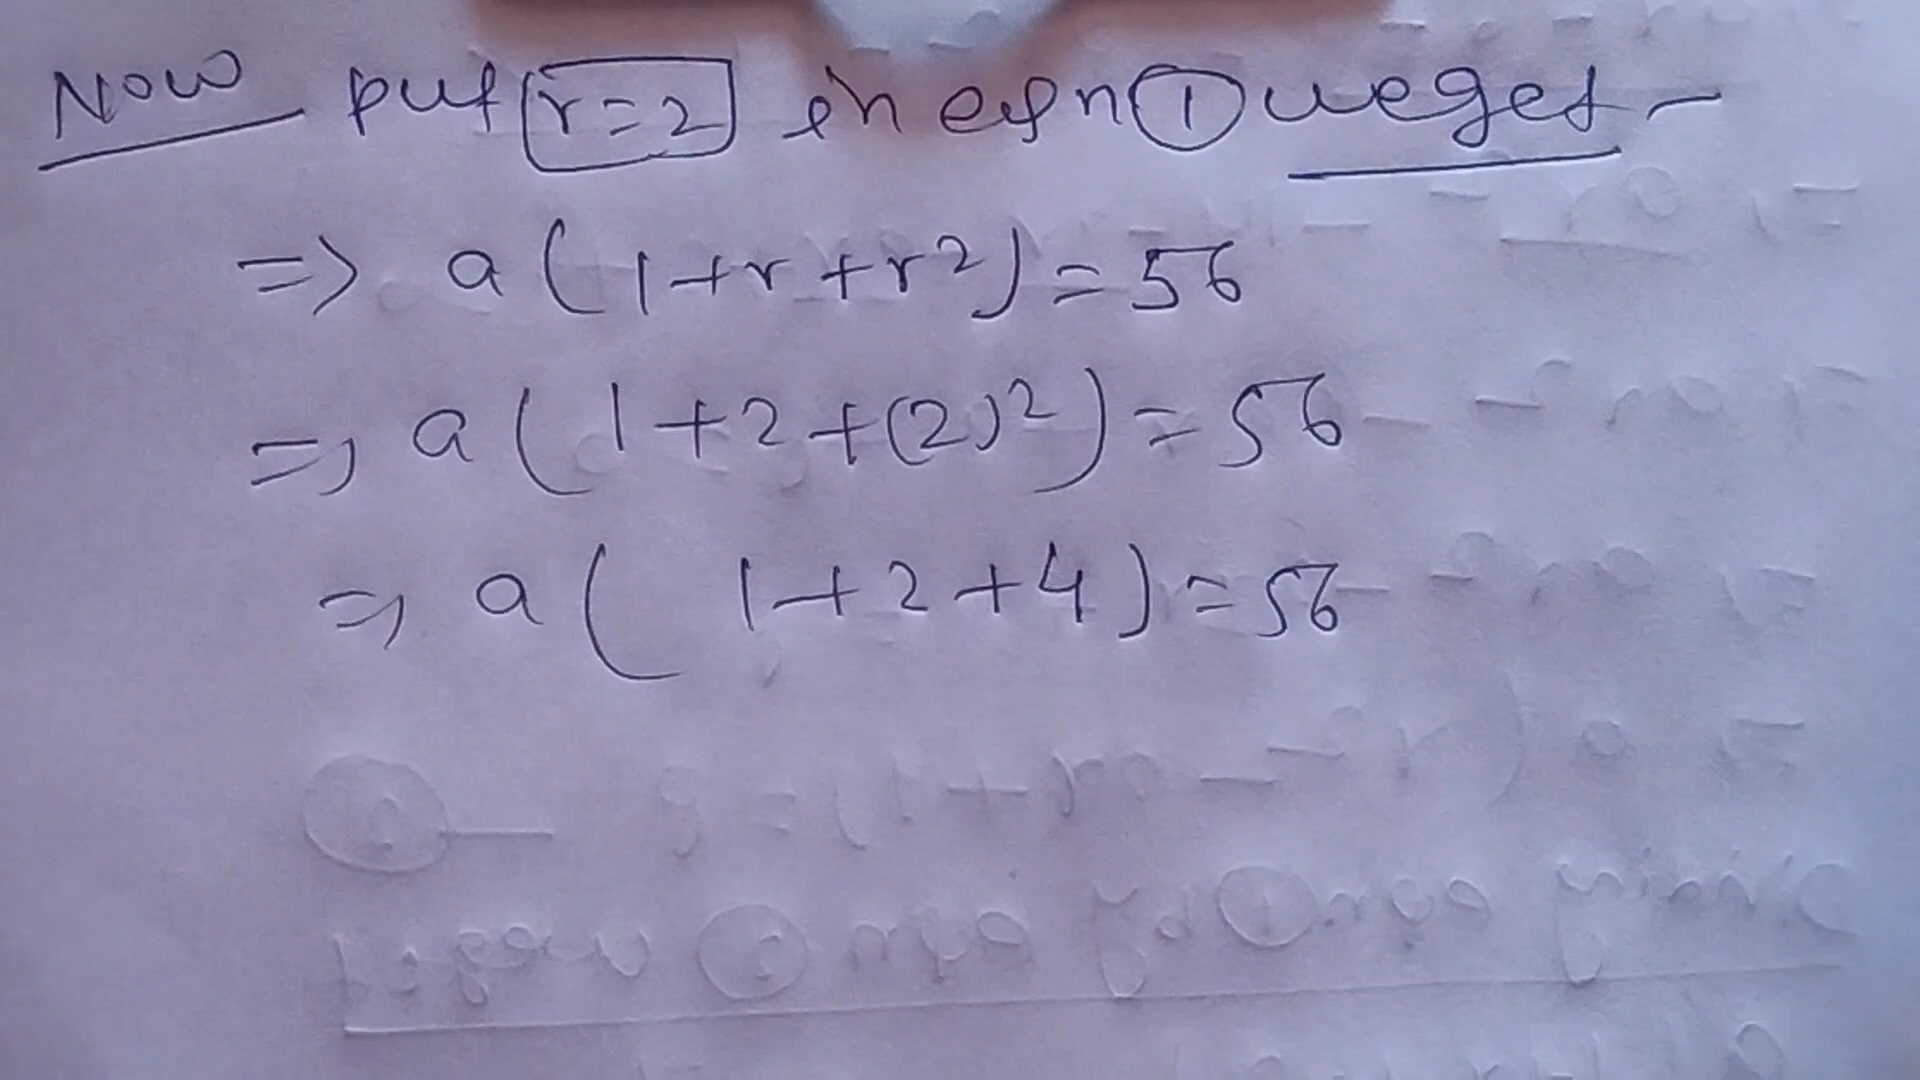 Now put r=2 in eqn ① we get -
=> a(1+r+r²)=56
=> a(1+2+(2)²)=56
=> a(1+2+4)=56